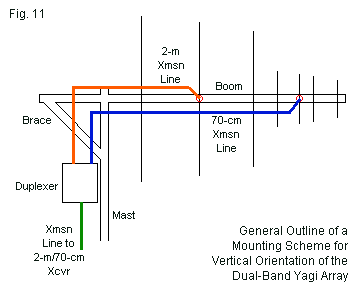 Fig. 11
2-m
Xmsn
Line
Boom
Brace
70-cm
Xmsn
Line
Duplexer
Mast
Xmsn
Line to
2-m/70-cm
Xcvr
General Outline of a
Mounting Scheme for
Vertical Orientation of the
Dual-Band Yagi Array